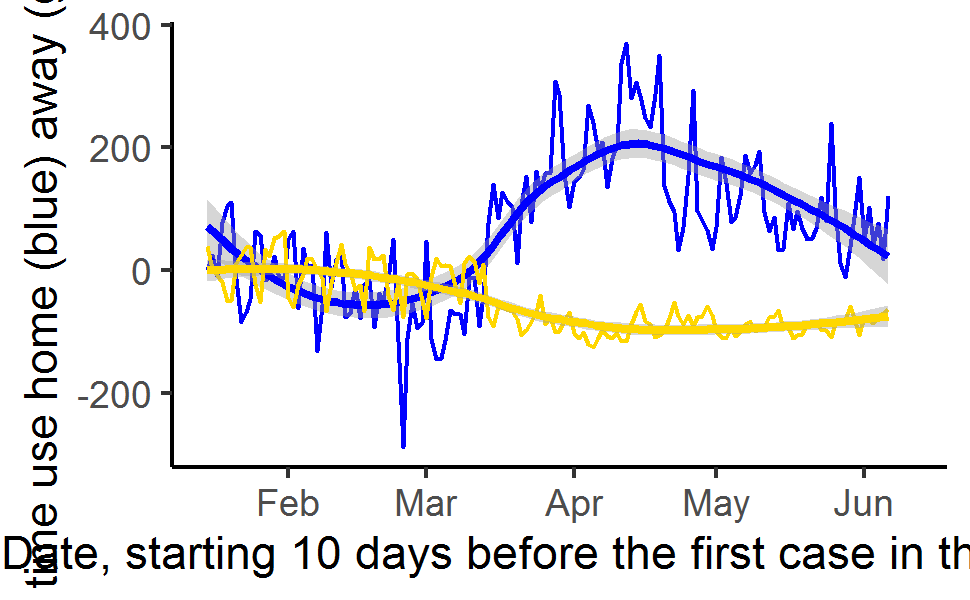 400
200
0
-200
time use home (blue) away (
Feb Mar Apr May Jun
Date, starting 10 days before the first case in th